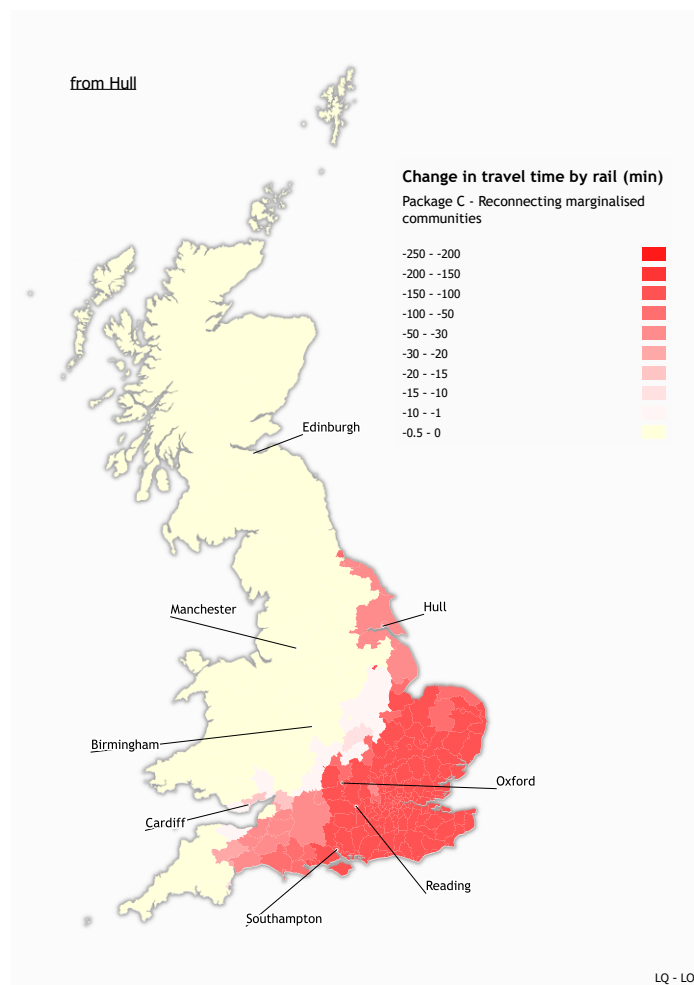 from Hull
Change in travel time by rail (min)
Package C - Reconnecting marginalised
communities
-250 - -200
-200 - -150
-150 - -100
-100 - -50
-50 - -30
-30 - -20
-20 - -15
-15 - -10
-10 - -1
-0.5 - 0
Edinburgh
Manchester
Hull
Birmingham
Oxford
Cardiff
Reading
Southampton
LQ - LO